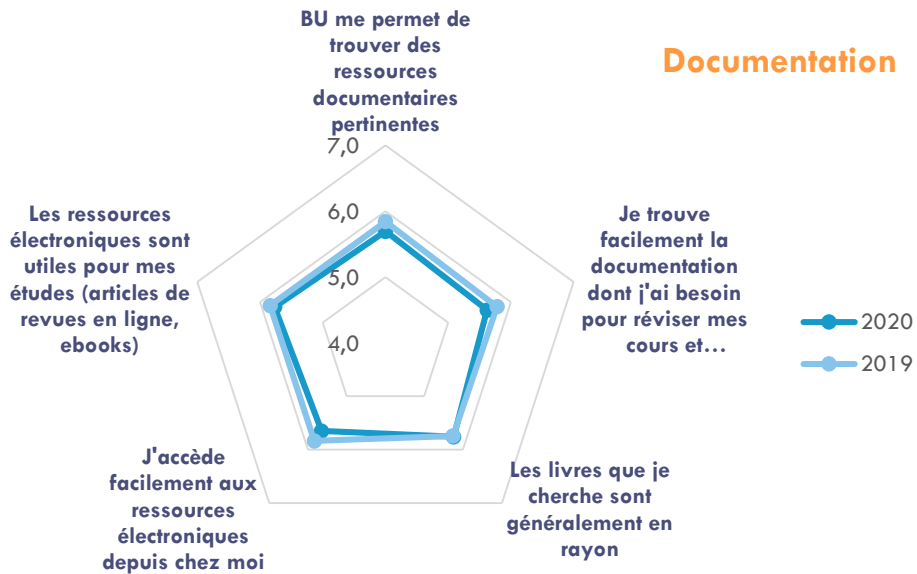 BU me permet de
trouver des
ressources
documentaires
pertinentes
Documentation
7,0
6,0
5,0
4,0
Je trouve
facilement la
documentation
dont j'ai besoin
pour réviser mes
cours et…
Les livres que je
cherche sont
généralement en
rayon
J'accède
facilement aux
ressources
électroniques
depuis chez moi
Les ressources
électroniques sont
utiles pour mes
études (articles de
revues en ligne,
ebooks)
2020
2019